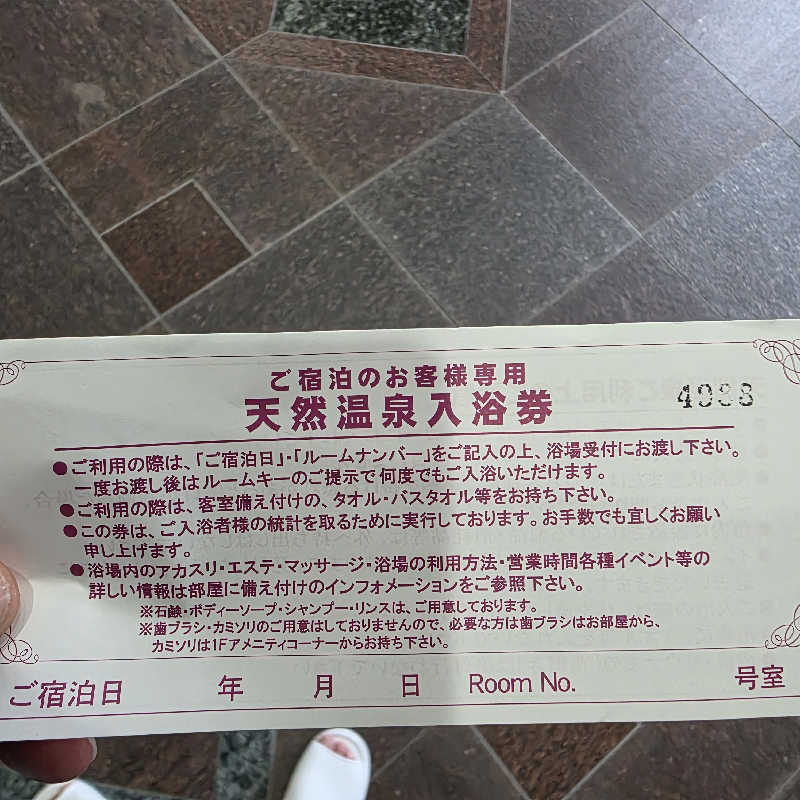 ご宿泊のお客様専用
天然温泉入浴券
●ご利用の際は、「ご宿泊日」・「ルームナンバー」をご記入の上、浴場受付にお渡し下さい。
一度お渡し後はルームキーのご提示で何度でもご入浴いただけます。
●ご利用の際は、客室備え付けの、タオル・バスタオル等をお持ち下さい。
●この券は、ご入浴者様の統計を取るために実行しております。お手数でも宜しくお願い
申し上げます。
●浴場内のアカスリ・エステ・マッサージ・浴場の利用方法・営業時間各種イベント等の
詳しい情報は部屋に備え付けのインフォメーションをご参照下さい。
※石鹸・ボディーソープ・シャンプー・リンスは、ご用意しております。
※歯ブラシ・カミソリのご用意はしておりませんので、必要な方は歯ブラシはお部屋から、
カミソリは1Fアメニティコーナーからお持ち下さい。
ご宿泊日 年 月 日 Room No. 号室